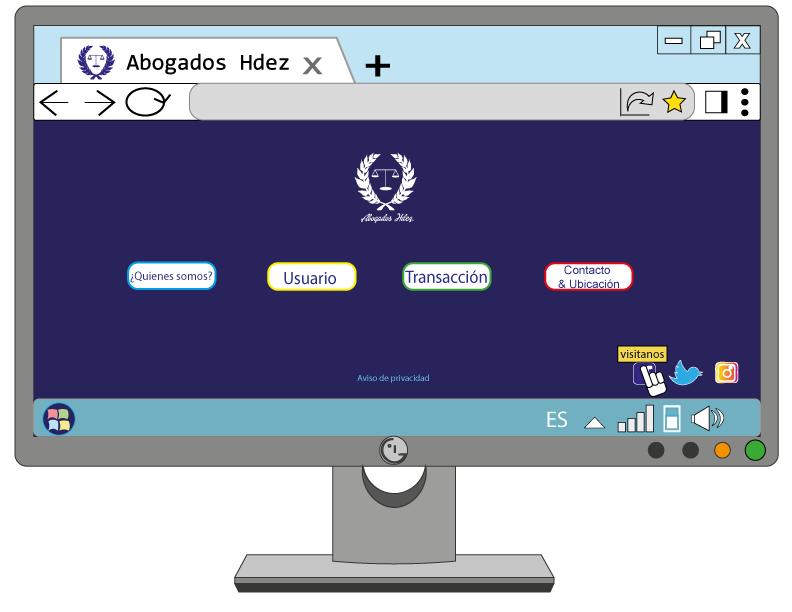 Abogados Hdez X
Abogados Hdez.
¿Quienes somos?
Usuario
Transacción
Contacto
& Ubicación
visitanos
Aviso de privacidad
ES